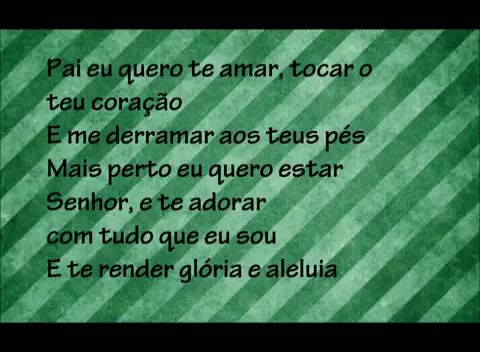 Pai eu quero te amar, tocar o
teu coração
E me derramar aos teus pés
Mais perto eu quero estar
Senhor, e te adorar
com tudo que eu sou
E te render glória e aleluia